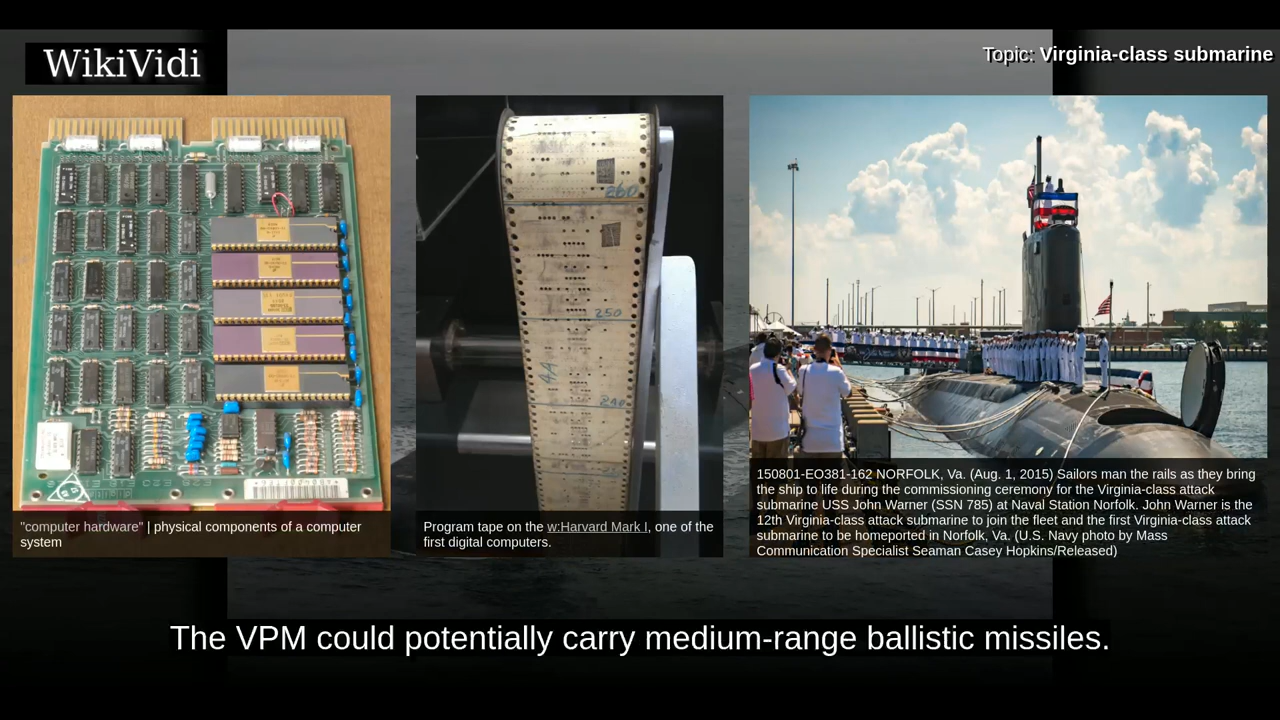 WikiVidi
Topic: Virginia-class submarine
260
250
240
"computer hardware" | physical components of a computer
system
Program tape on the w:Harvard Mark I, one of the
first digital computers.
150801-EO381-162 NORFOLK, Va. (Aug. 1, 2015) Sailors man the rails as they bring
the ship to life during the commissioning ceremony for the Virginia-class attack
submarine USS John Warner (SSN 785) at Naval Station Norfolk. John Warner is the
12th Virginia-class attack submarine to join the fleet and the first Virginia-class attack
submarine to be homeported in Norfolk, Va. (U.S. Navy photo by Mass
Communication Specialist Seaman Casey Hopkins/Released)
The VPM could potentially carry medium-range ballistic missiles.